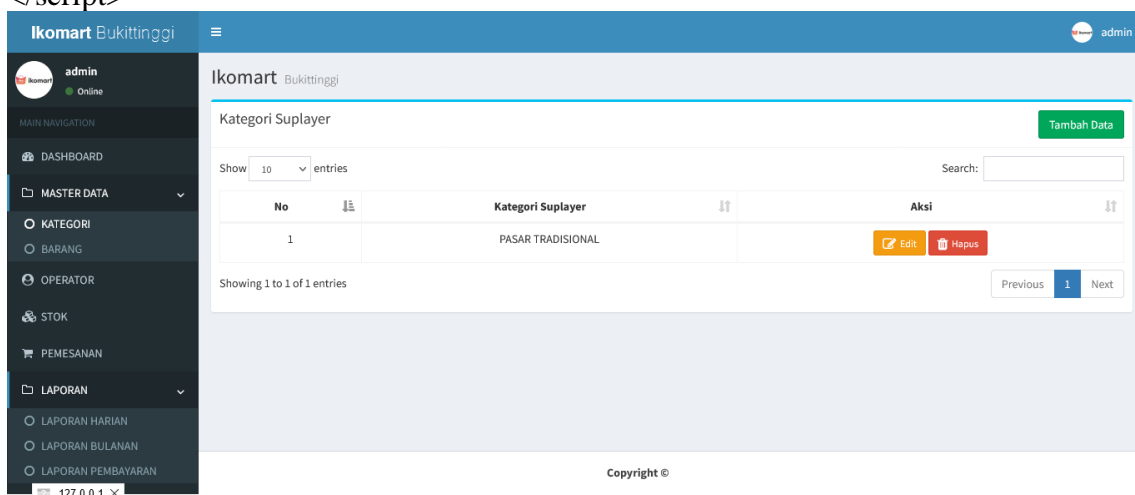 </script>
Ikomart Bukittinggi
admin
ikomart
admin
Online
MAIN NAVIGATION
DASHBOARD
MASTER DATA
KATEGORI
BARANG
OPERATOR
STOK
PEMESANAN
LAPORAN
LAPORAN HARIAN
LAPORAN BULANAN
LAPORAN PEMBAYARAN
127.0.0.1
Ikomart Bukittinggi
Kategori Suplayer
Tambah Data
Show 10 entries
Search:
No Kategori Suplayer Aksi
1 PASAR TRADISIONAL Edit Hapus
Showing 1 to 1 of 1 entries
Previous 1 Next
Copyright ©